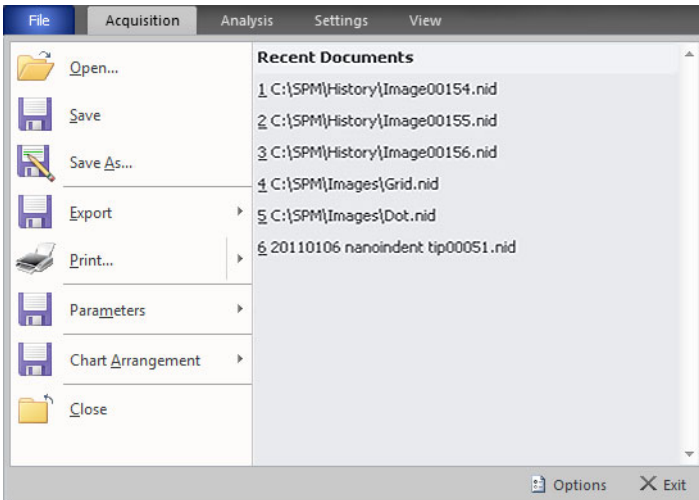 File Acquisition Analysis Settings View
Open...
Save
Save As...
Export
Print...
Parameters
Chart Arrangement
Close
Recent Documents
1 C:\SPM\History\Image00154.nid
2 C:\SPM\History\Image00155.nid
3 C:\SPM\History\Image00156.nid
4 C:\SPM\Images\Grid.nid
5 C:\SPM\Images\Dot.nid
6 20110106 nanoindent tip00051.nid
Options Exit